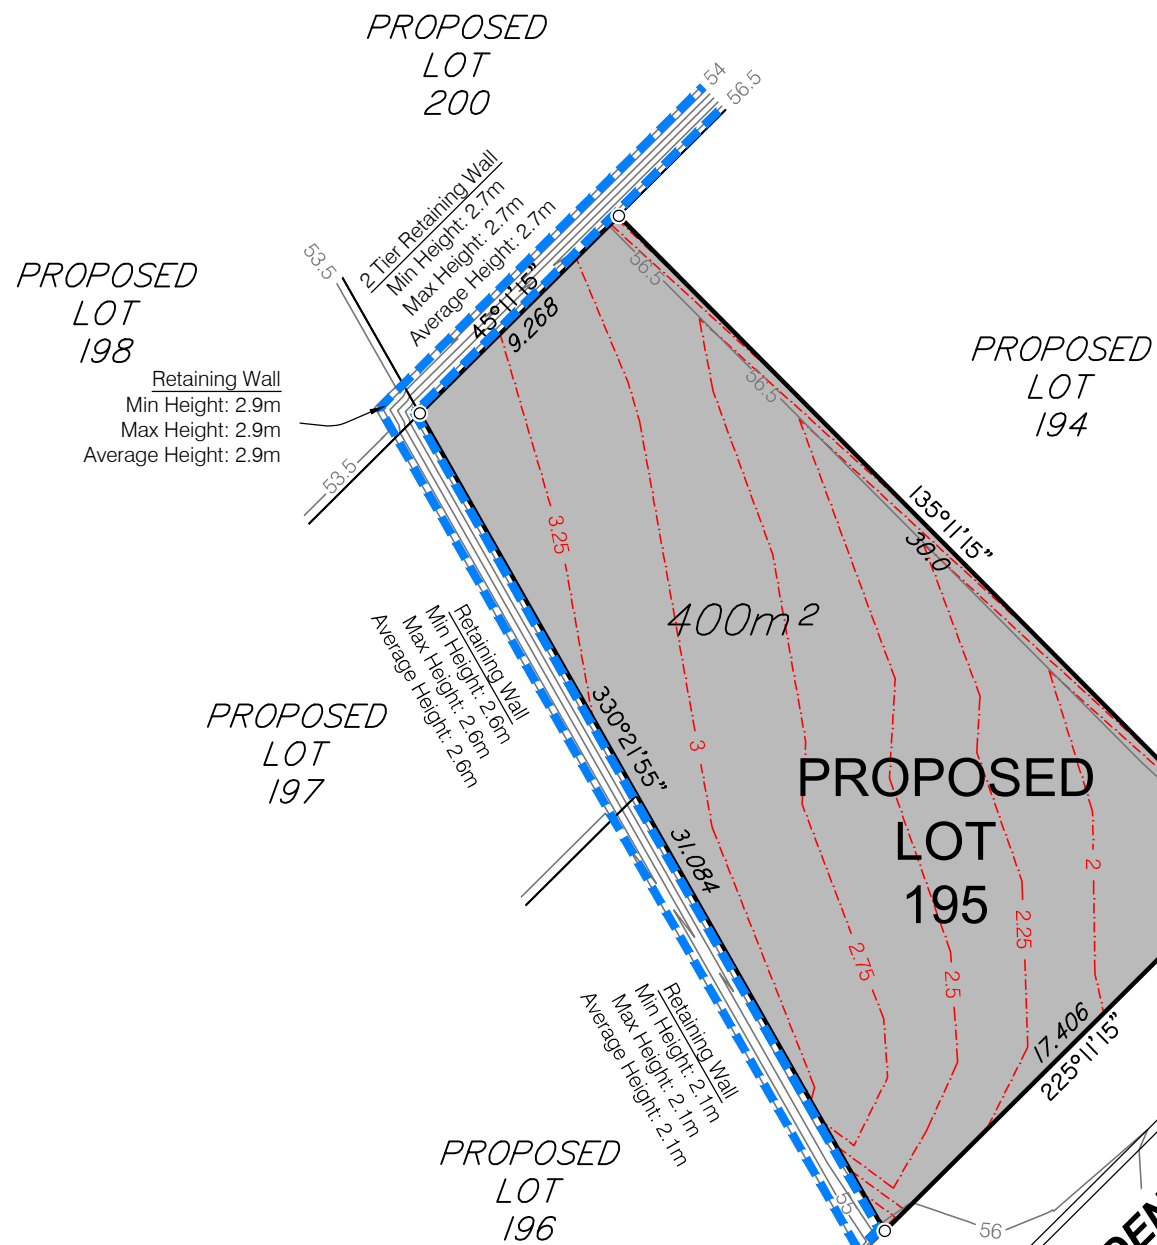 PROPOSED
LOT
200
54
56.5
2 Tier Retaining Wall
Min Height: 2.7m
Max Height: 2.7m
Average Height: 2.7m
53.5
PROPOSED
LOT
198
45°11'15"
9.268
56.5
PROPOSED
LOT
194
Retaining Wall
Min Height: 2.9m
Max Height: 2.9m
Average Height: 2.9m
56.5
53.5
135°11'15"
30.0
3.25
400m²
Retaining Wall
Min Height: 2.6m
Max Height: 2.6m
Average Height: 2.6m
PROPOSED
LOT
197
330°21'55"
31.084
3
PROPOSED
LOT
195
2
2.25
2.75
2.5
Retaining Wall
Min Height: 2.1m
Max Height: 2.1m
Average Height: 2.1m
17.406
225°11'15"
PROPOSED
LOT
196
55
56
DEN